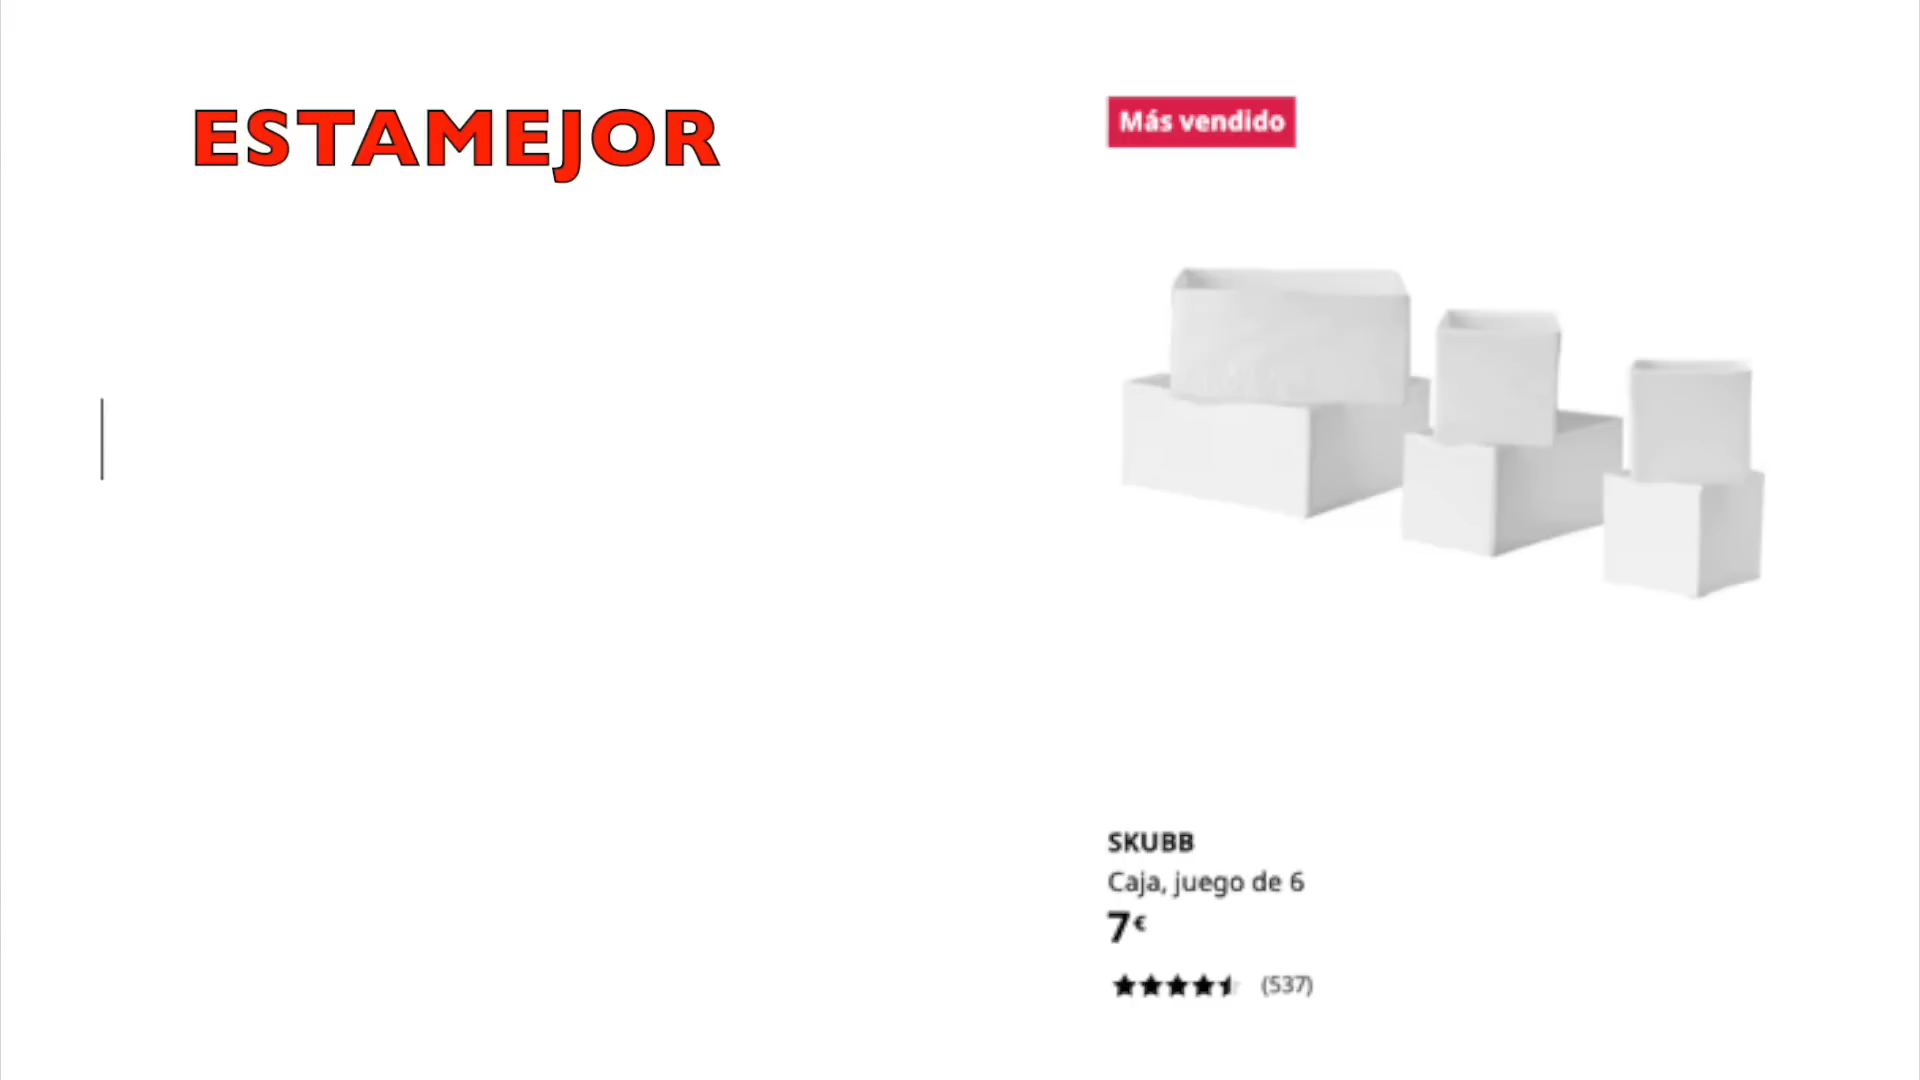 ESTAMEJOR
Más vendido
SKUBB
Caja, juego de 6
7€
(537)